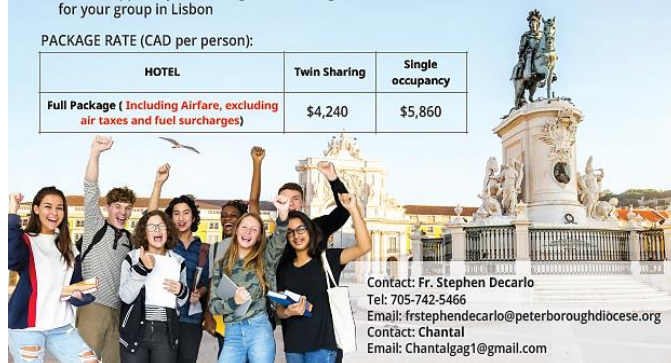 for your group in Lisbon
PACKAGE RATE (CAD per person):
HOTEL
Twin Sharing
Single
occupancy
Full Package ( Including Airfare, excluding
air taxes and fuel surcharges)
$4,240
$5,860
Contact: Fr. Stephen Decarlo
Tel: 705-742-5466
Email: frstephendecarlo@peterboroughdiocese.org
Contact: Chantal
Email: Chantalgag1@gmail.com